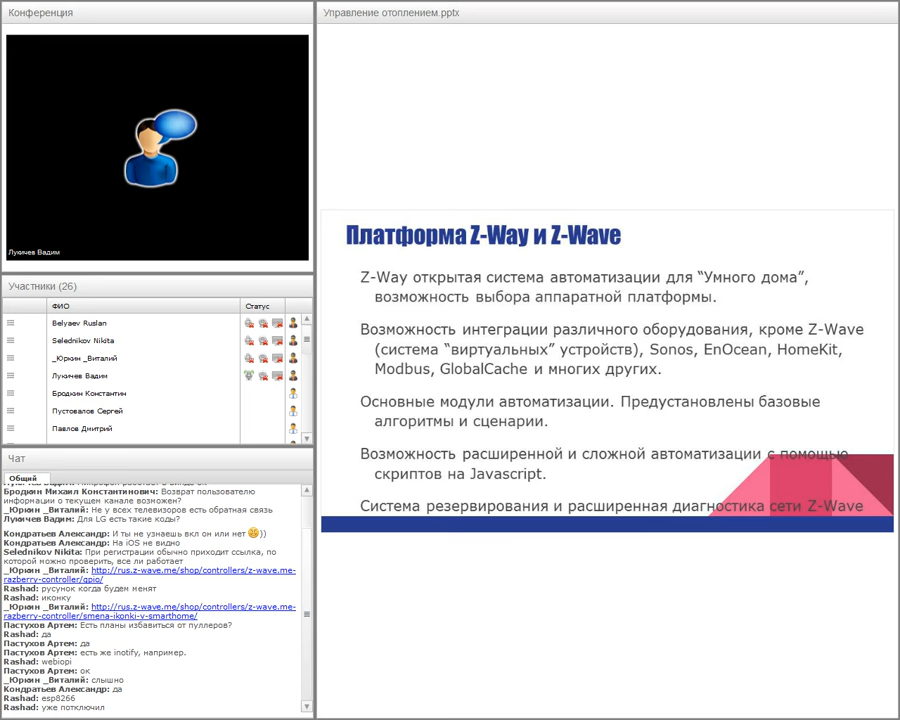 Конференция
Лукичев Вадим
Участники (26)
ФИО
Статус
Belyaev Ruslan
Selednikov Nikita
_Юркин _Виталий
Лукичев Вадим
Бродкин Константин
Пустовалов Сергей
Павлов Дмитрий
Чат
Общий
Бродкин Михаил Константинович: Возврат пользователю
информации о текущем канале возможен?
_Юркин _Виталий: Не у всех телевизоров есть обратная связь
Лукичев Вадим: Для LG есть такие коды?
Кондратьев Александр: И ты не узнаешь вкл он или нет ))
Кондратьев Александр: На iOS не видно
Selednikov Nikita: При регистрации обычно приходит ссылка, по
которой можно проверить, все ли работает
_Юркин _Виталий: http://rus.z-wave.me/shop/controllers/z-wave.me-
razberry-controller/gpio/
Rashad: русунок когда будем менят
Rashad: иконку
_Юркин _Виталий: http://rus.z-wave.me/shop/controllers/z-wave.me-
razberry-controller/smena-ikonki-v-smarthome/
Пастухов Артем: Есть планы избавиться от пуллеров?
Rashad: да
Пастухов Артем: да
Пастухов Артем: есть же inotify, например.
Rashad: webiopi
Пастухов Артем: ок
_Юркин _Виталий: слышно
Кондратьев Александр: да
Rashad: esp8266
Rashad: уже потключил
Управление отоплением.pptx
Платформа Z-Way и Z-Wave
Z-Way открытая система автоматизации для “Умного дома”,
возможность выбора аппаратной платформы.
Возможность интеграции различного оборудования, кроме Z-Wave
(система “виртуальных” устройств), Sonos, EnOcean, HomeKit,
Modbus, GlobalCache и многих других.
Основные модули автоматизации. Предустановлены базовые
алгоритмы и сценарии.
Возможность расширенной и сложной автоматизации с помощью
скриптов на Javascript.
Система резервирования и расширенная диагностика сети Z-Wave